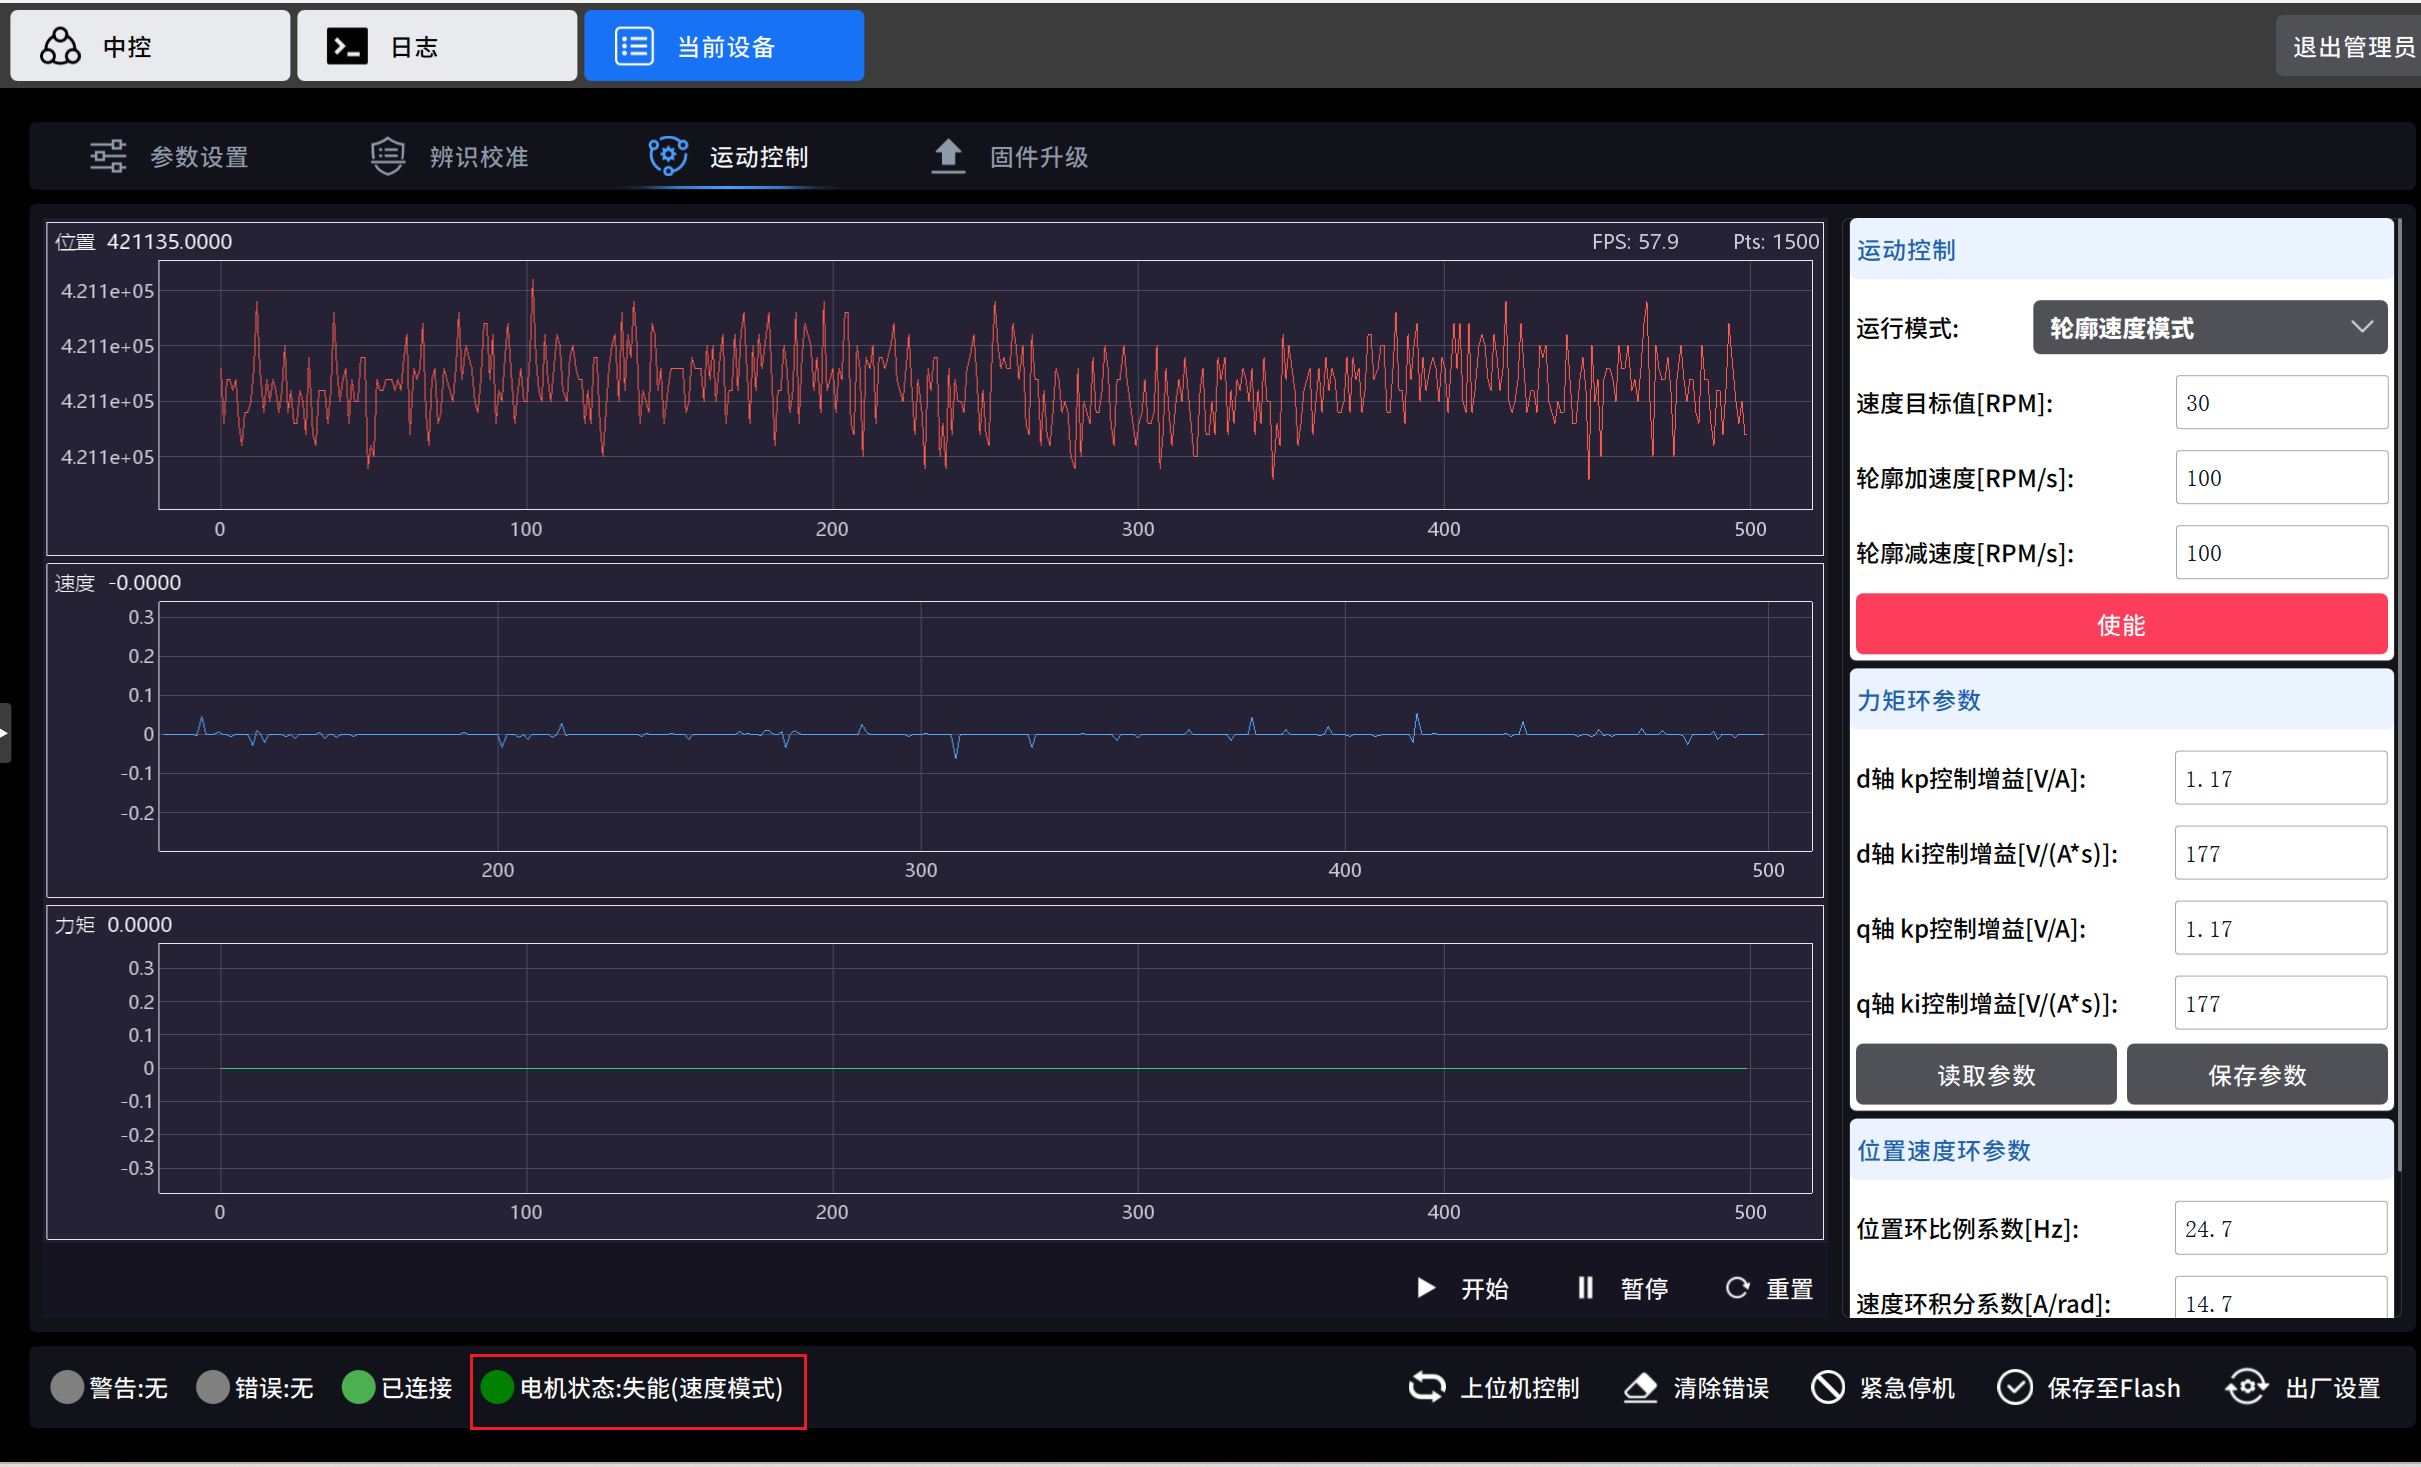 中控
日志
当前设备
退出管理员
参数设置
辨识校准
运动控制
固件升级
位置 421135.0000
FPS: 57.9
Pts: 1500
4.211e+05
4.211e+05
4.211e+05
4.211e+05
0
100
200
300
400
500
速度 -0.0000
0.3
0.2
0.1
0
-0.1
-0.2
200
300
400
500
力矩 0.0000
0.3
0.2
0.1
0
-0.1
-0.2
-0.3
0
100
200
300
400
500
开始
暂停
重置
运动控制
运行模式: 轮廓速度模式
速度目标值[RPM]: 30
轮廓加速度[RPM/s]: 100
轮廓减速度[RPM/s]: 100
使能
力矩环参数
d轴 kp控制增益[V/A]: 1.17
d轴 ki控制增益[V/(A*s)]: 177
q轴 kp控制增益[V/A]: 1.17
q轴 ki控制增益[V/(A*s)]: 177
读取参数
保存参数
位置速度环参数
位置环比例系数[Hz]: 24.7
速度环积分系数[A/rad]: 14.7
警告:无
错误:无
已连接
电机状态:失能(速度模式)
上位机控制
清除错误
紧急停机
保存至Flash
出厂设置